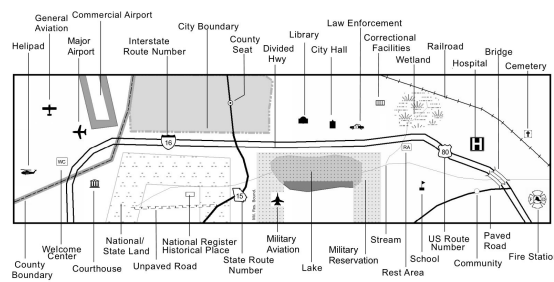 General
Aviation
Commercial Airport
Helipad
Major
Airport
Interstate
Route Number
City Boundary
County
Seat
Divided
Hwy
Library
City Hall
Law Enforcement
Correctional
Facilities
Wetland
Railroad
Hospital
Bridge
Cemetery
16
WC
H
RA
80
15
County
Boundary
Welcome
Center
Courthouse
National/
State Land
Unpaved Road
National Register
Historical Place
State Route
Number
Military
Aviation
Lake
Military
Reservation
Stream
Rest Area
School
US Route
Number
Community
Paved
Road
Fire Statio